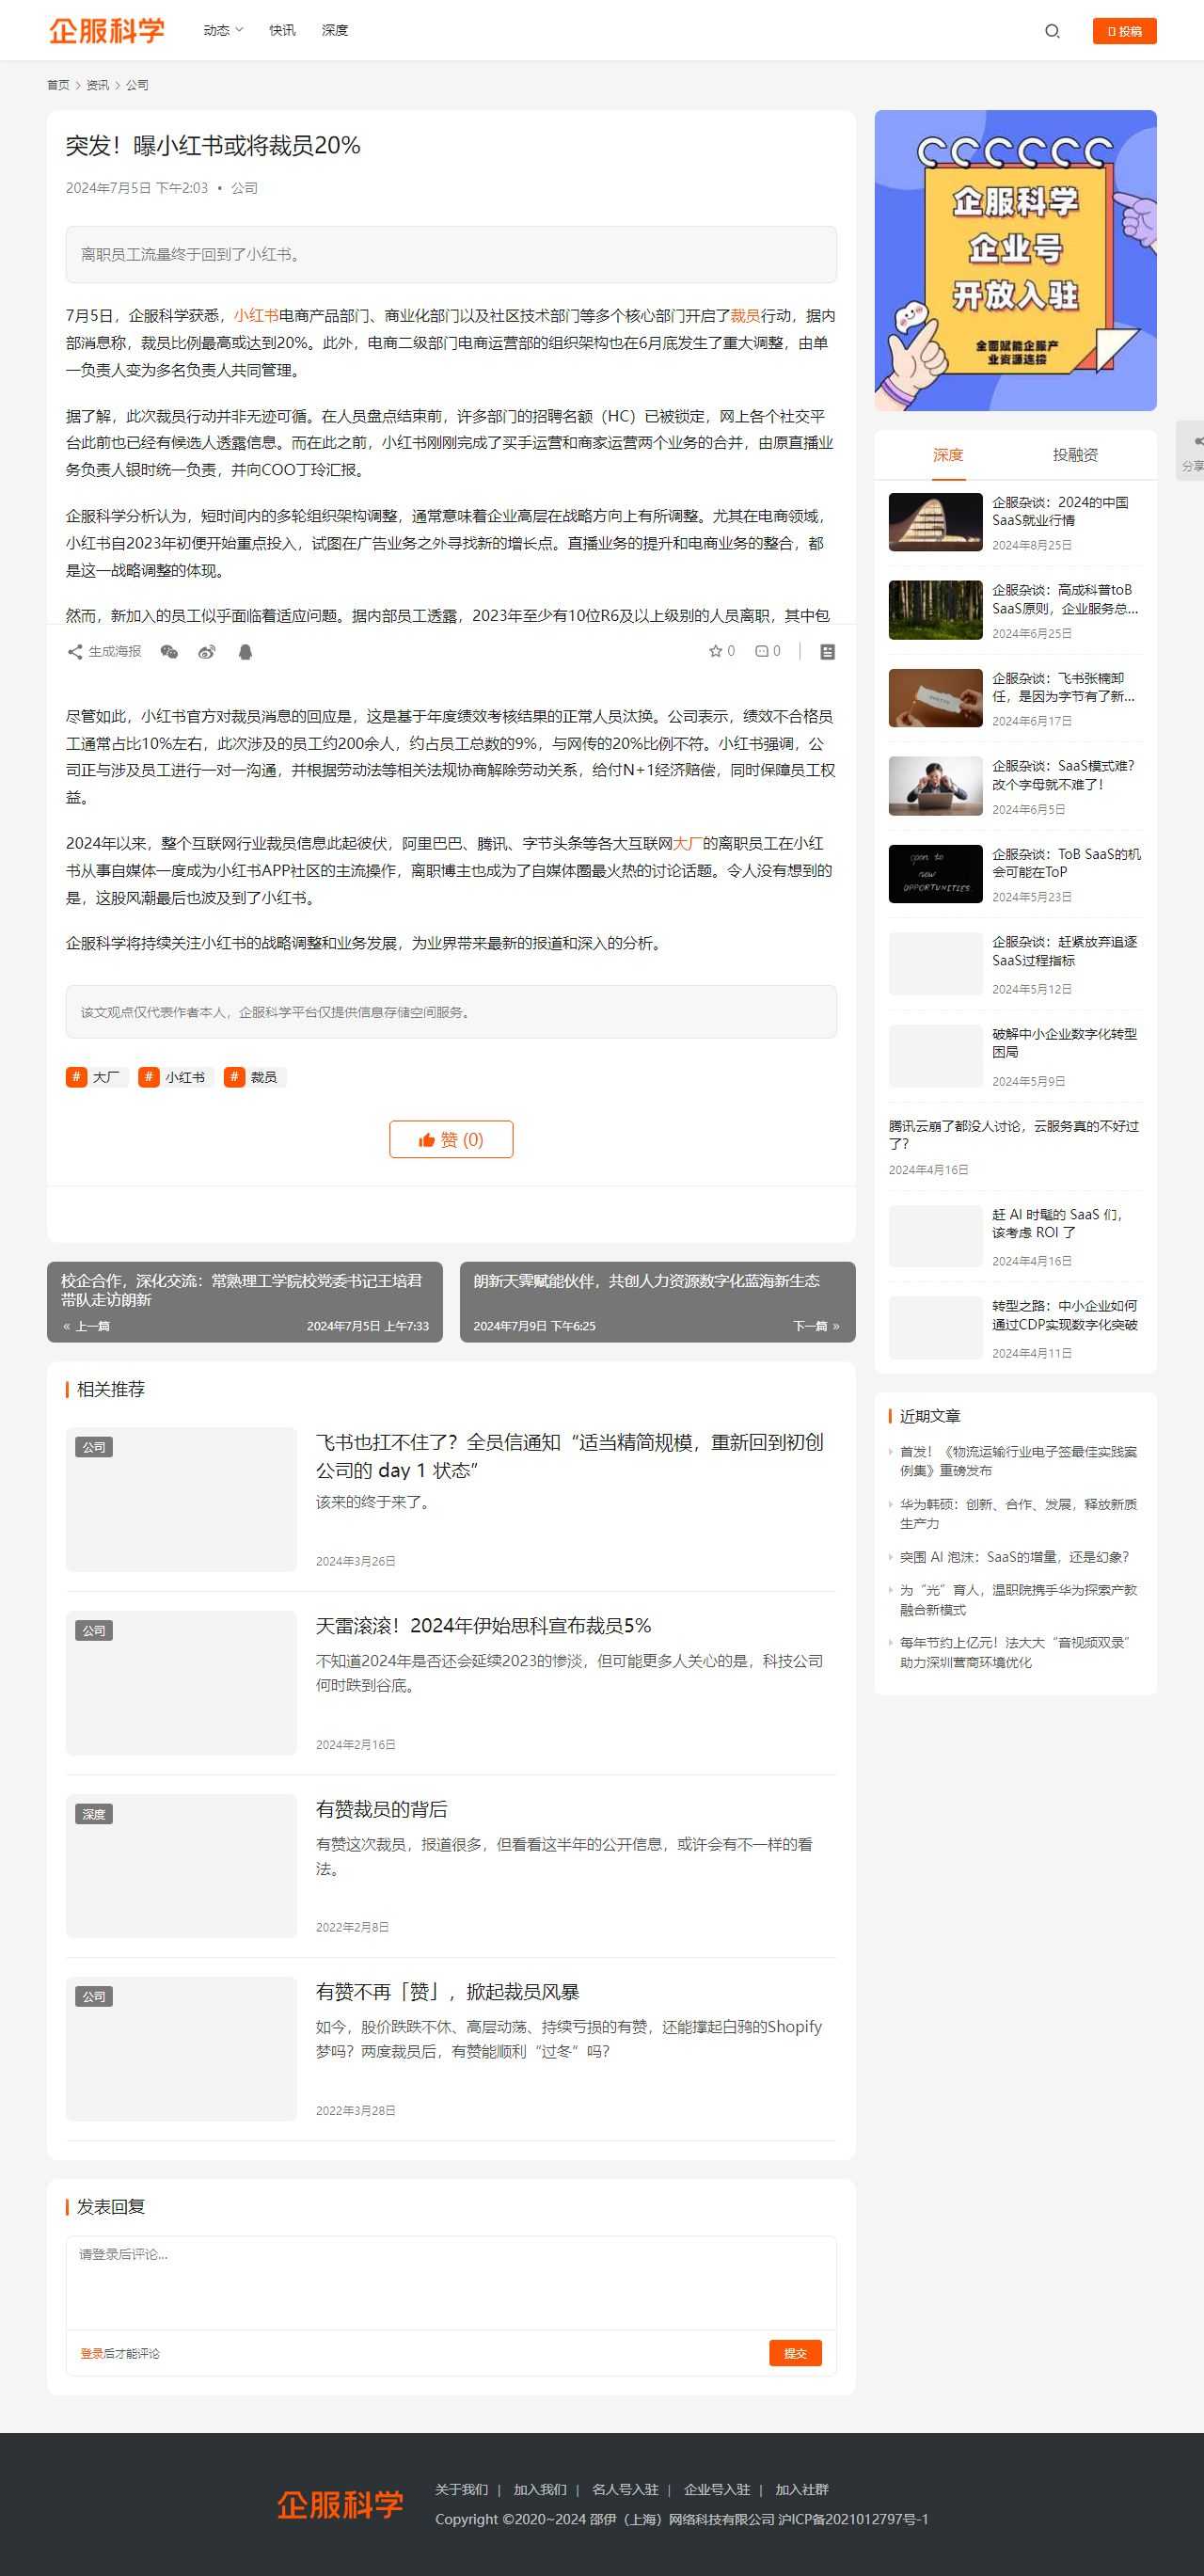 企服科学
动态
快讯
深度
投稿
首页 > 资讯 > 公司
突发！曝小红书或将裁员20%
2024年7月5日 下午2:03 • 公司
离职员工流量终于回到了小红书。
7月5日，企服科学获悉，小红书电商产品部门、商业化部门以及社区技术部门等多个核心部门开启了裁员行动，据内
部消息称，裁员比例最高或达到20%。此外，电商二级部门电商运营部的组织架构也在6月底发生了重大调整，由单
一负责人变为多名负责人共同管理。
据了解，此次裁员行动并非无迹可循。在人员盘点结束前，许多部门的招聘名额（HC）已被锁定，网上各个社交平
台此前也已经有候选人透露信息。而在此之前，小红书刚刚完成了买手运营和商家运营两个业务的合并，由原直播业
务负责人银时统一负责，并向COO丁玲汇报。
企服科学分析认为，短时间内的多轮组织架构调整，通常意味着企业高层在战略方向上有所调整。尤其在电商领域，
小红书自2023年初便开始重点投入，试图在广告业务之外寻找新的增长点。直播业务的提升和电商业务的整合，都
是这一战略调整的体现。
然而，新加入的员工似乎面临着适应问题。据内部员工透露，2023年至少有10位R6及以上级别的人员离职，其中包
生成海报
0
0
尽管如此，小红书官方对裁员消息的回应是，这是基于年度绩效考核结果的正常人员汰换。公司表示，绩效不合格员
工通常占比10%左右，此次涉及的员工约200余人，约占员工总数的9%，与网传的20%比例不符。小红书强调，公
司正与涉及员工进行一对一沟通，并根据劳动法等相关法规协商解除劳动关系，给付N+1经济赔偿，同时保障员工权
益。
2024年以来，整个互联网行业裁员信息此起彼伏，阿里巴巴、腾讯、字节头条等各大互联网大厂的离职员工在小红
书从事自媒体一度成为小红书APP社区的主流操作，离职博主也成为了自媒体圈最火热的讨论话题。令人没有想到的
是，这股风潮最后也波及到了小红书。
企服科学将持续关注小红书的战略调整和业务发展，为业界带来最新的报道和深入的分析。
该文观点仅代表作者本人，企服科学平台仅提供信息存储空间服务。
# 大厂
# 小红书
# 裁员
赞 (0)
校企合作，深化交流：常熟理工学院校党委书记王培君
带队走访朗新
« 上一篇
2024年7月5日 上午7:33
朗新天霁赋能伙伴，共创人力资源数字化蓝海新生态
2024年7月9日 下午6:25
下一篇 »
相关推荐
公司
飞书也扛不住了？全员信通知“适当精简规模，重新回到初创
公司的 day 1 状态”
该来的终于来了。
2024年3月26日
公司
天雷滚滚！2024年伊始思科宣布裁员5%
不知道2024年是否还会延续2023的惨淡，但可能更多人关心的是，科技公司
何时跌到谷底。
2024年2月16日
深度
有赞裁员的背后
有赞这次裁员，报道很多，但看看这半年的公开信息，或许会有不一样的看
法。
2022年2月8日
公司
有赞不再「赞」，掀起裁员风暴
如今，股价跌跌不休、高层动荡、持续亏损的有赞，还能撑起白鸦的Shopify
梦吗？两度裁员后，有赞能顺利“过冬”吗？
2022年3月28日
发表回复
请登录后评论...
登录后才能评论
提交
企服科学
企业号
开放入驻
全面赋能企服产
业资源连接
分享
深度
投融资
企服杂谈：2024的中国
SaaS就业行情
2024年8月25日
企服杂谈：高成科普toB
SaaS原则，企业服务总...
2024年6月25日
企服杂谈：飞书张楠卸
任，是因为字节有了新...
2024年6月17日
企服杂谈：SaaS模式难？
改个字母就不难了！
2024年6月5日
open to
new
OPPORTUNITIES
企服杂谈：ToB SaaS的机
会可能在ToP
2024年5月23日
企服杂谈：赶紧放弃追逐
SaaS过程指标
2024年5月12日
破解中小企业数字化转型
困局
2024年5月9日
腾讯云崩了都没人讨论，云服务真的不好过
了？
2024年4月16日
赶 AI 时髦的 SaaS 们，
该考虑 ROI 了
2024年4月16日
转型之路：中小企业如何
通过CDP实现数字化突破
2024年4月11日
近期文章
首发！《物流运输行业电子签最佳实践案
例集》重磅发布
华为韩硕：创新、合作、发展，释放新质
生产力
突围 AI 泡沫：SaaS的增量，还是幻象？
为“光”育人，温职院携手华为探索产教
融合新模式
每年节约上亿元！法大大“音视频双录”
助力深圳营商环境优化
企服科学
关于我们 | 加入我们 | 名人号入驻 | 企业号入驻 | 加入社群
Copyright ©2020~2024 邵伊（上海）网络科技有限公司 沪ICP备2021012797号-1